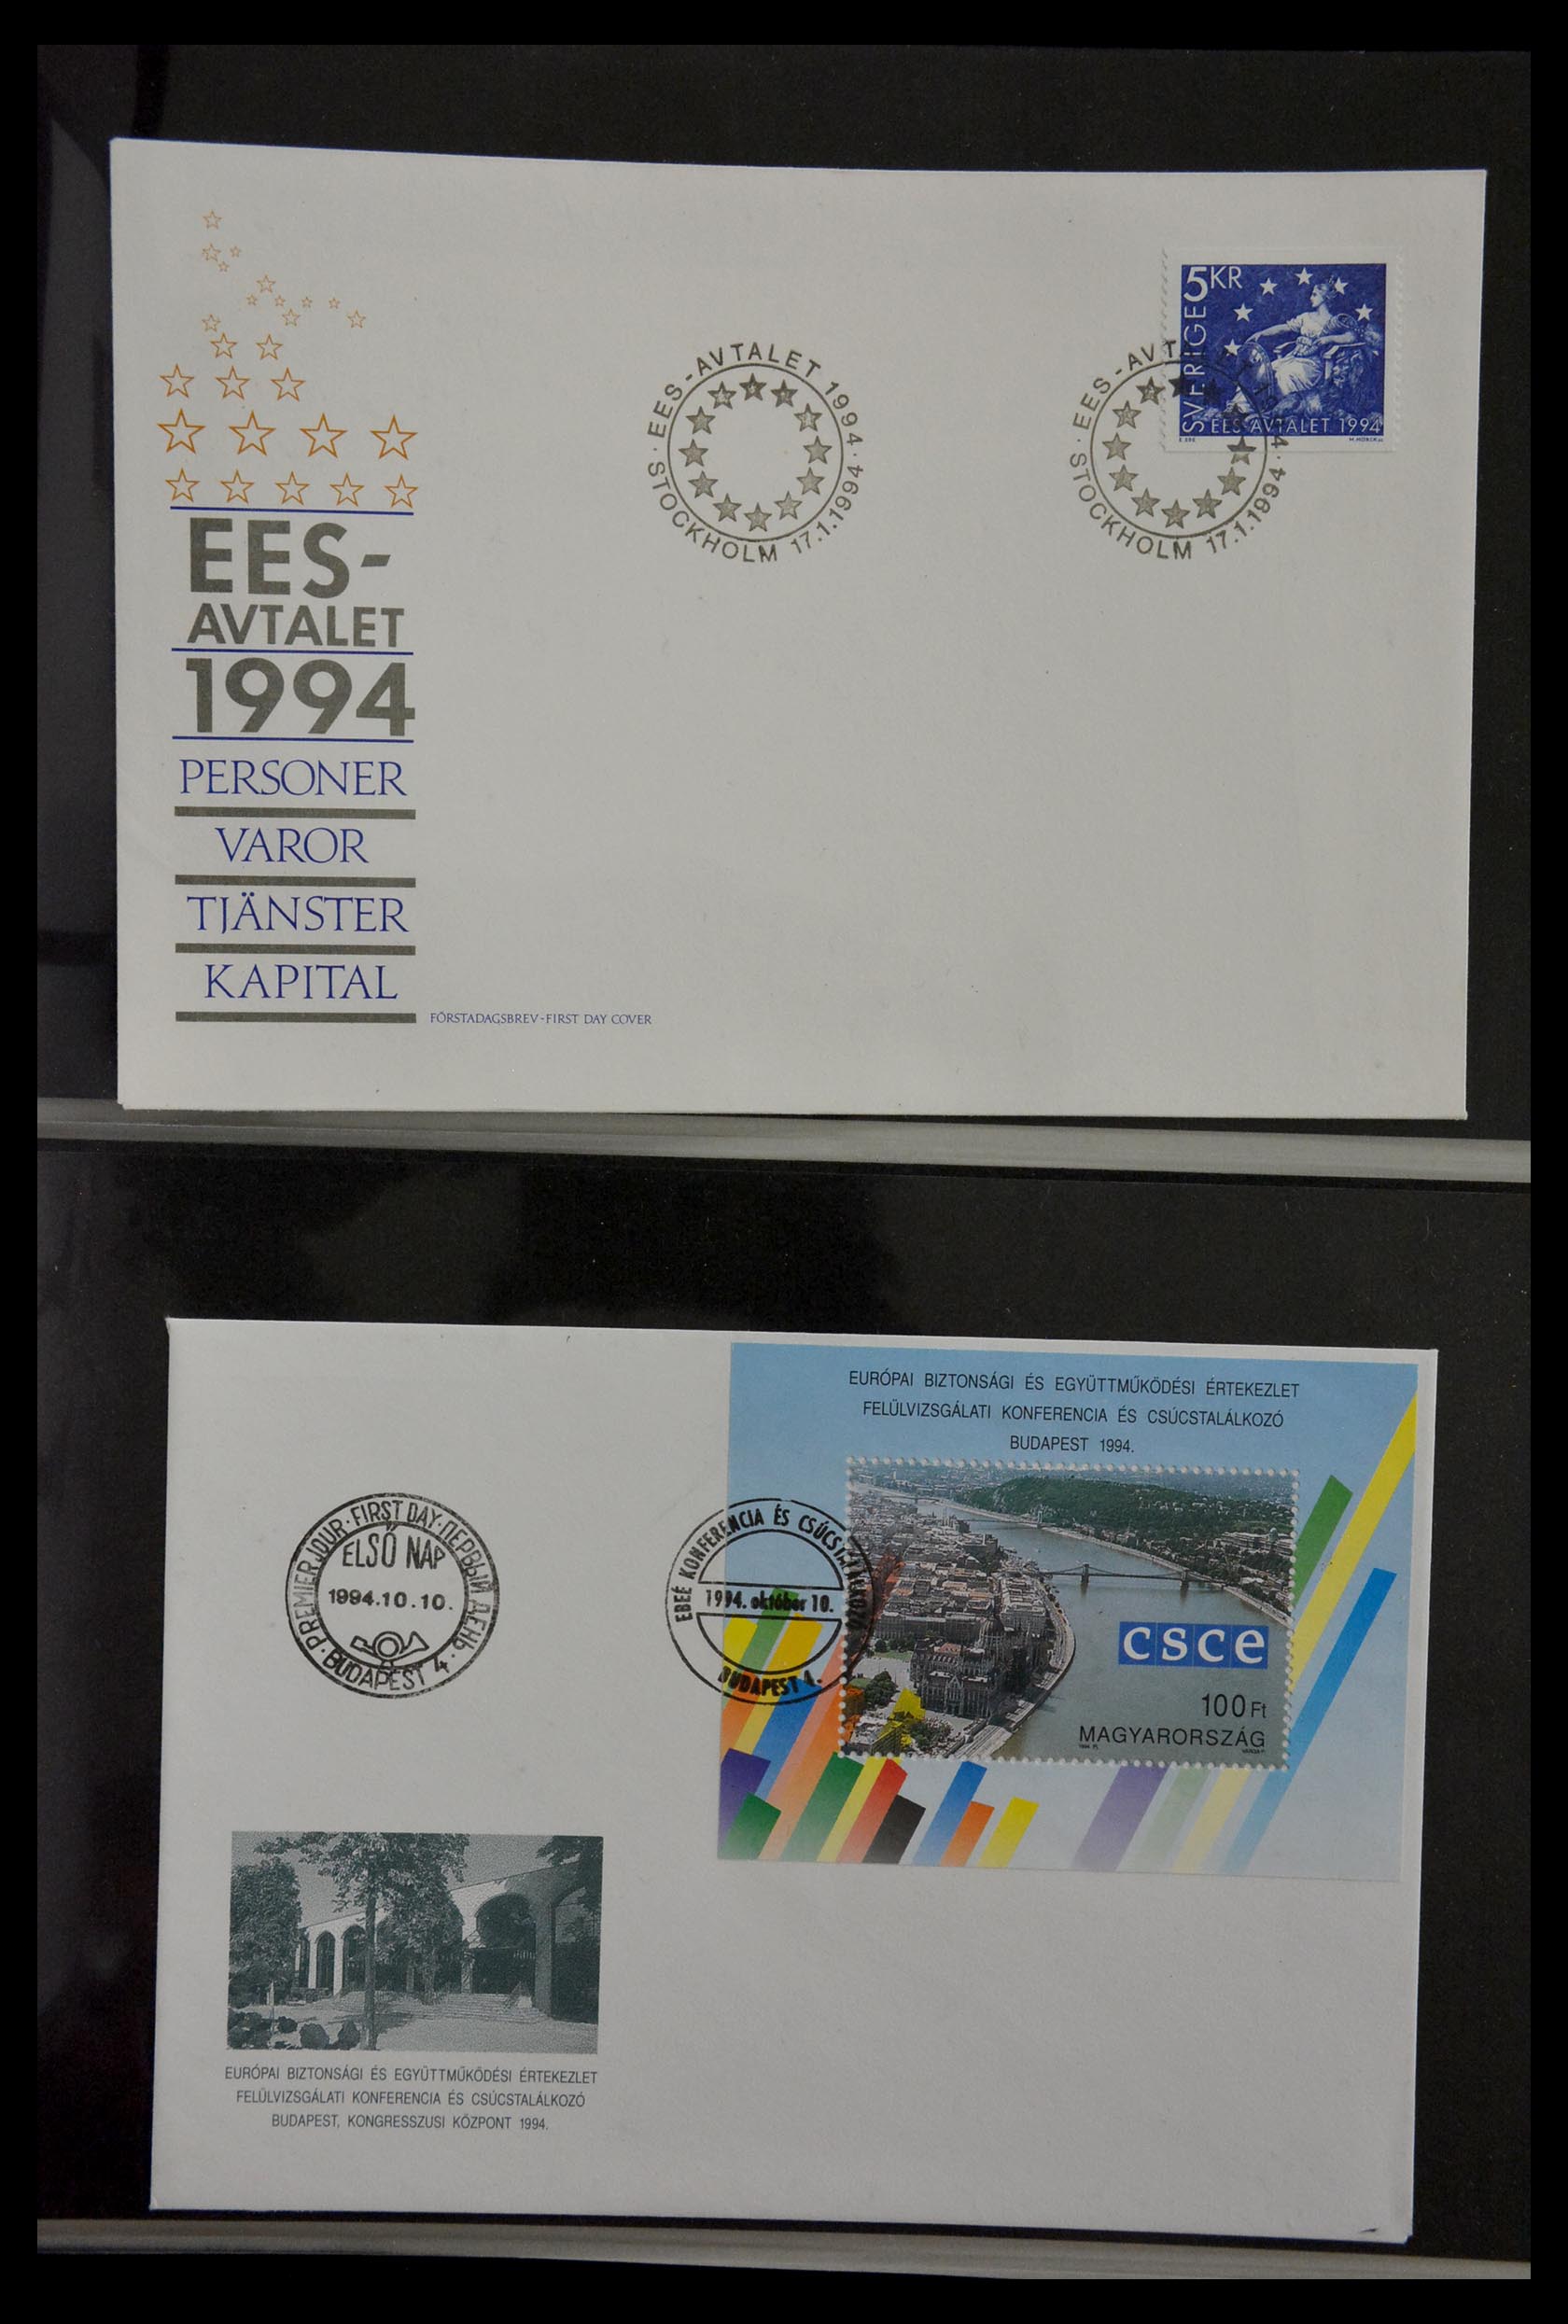 EES-
AVTALET
1994
PERSONER
VAROR
TJÄNSTER
KAPITAL
FÖRSTADAGSBREV-FIRST DAY COVER
· EES-AVTALET 1994 ·
STOCKHOLM 17.1.1994
5KR
SVERIGE
EES-AVTALET 1994
· EES-AVTALET 1994 ·
STOCKHOLM 17.1.1994
EURÓPAI BIZTONSÁGI ÉS EGYÜTTMŰKÖDÉSI ÉRTEKEZLET
FELÜLVIZSGÁLATI KONFERENCIA ÉS CSÚCSTALÁLKOZÓ
BUDAPEST 1994.
csce
100 Ft
MAGYARORSZÁG
· PREMIER JOUR · FIRST DAY · ПЕРВЫЙ ДЕНЬ ·
ELSŐ NAP
1994.10.10.
BUDAPEST 4.
EBEÉ KONFERENCIA ÉS CSÚCSTALÁLKOZÓ
1994. október 10.
BUDAPEST 4.
EURÓPAI BIZTONSÁGI ÉS EGYÜTTMŰKÖDÉSI ÉRTEKEZLET
FELÜLVIZSGÁLATI KONFERENCIA ÉS CSÚCSTALÁLKOZÓ
BUDAPEST, KONGRESSZUSI KÖZPONT 1994.